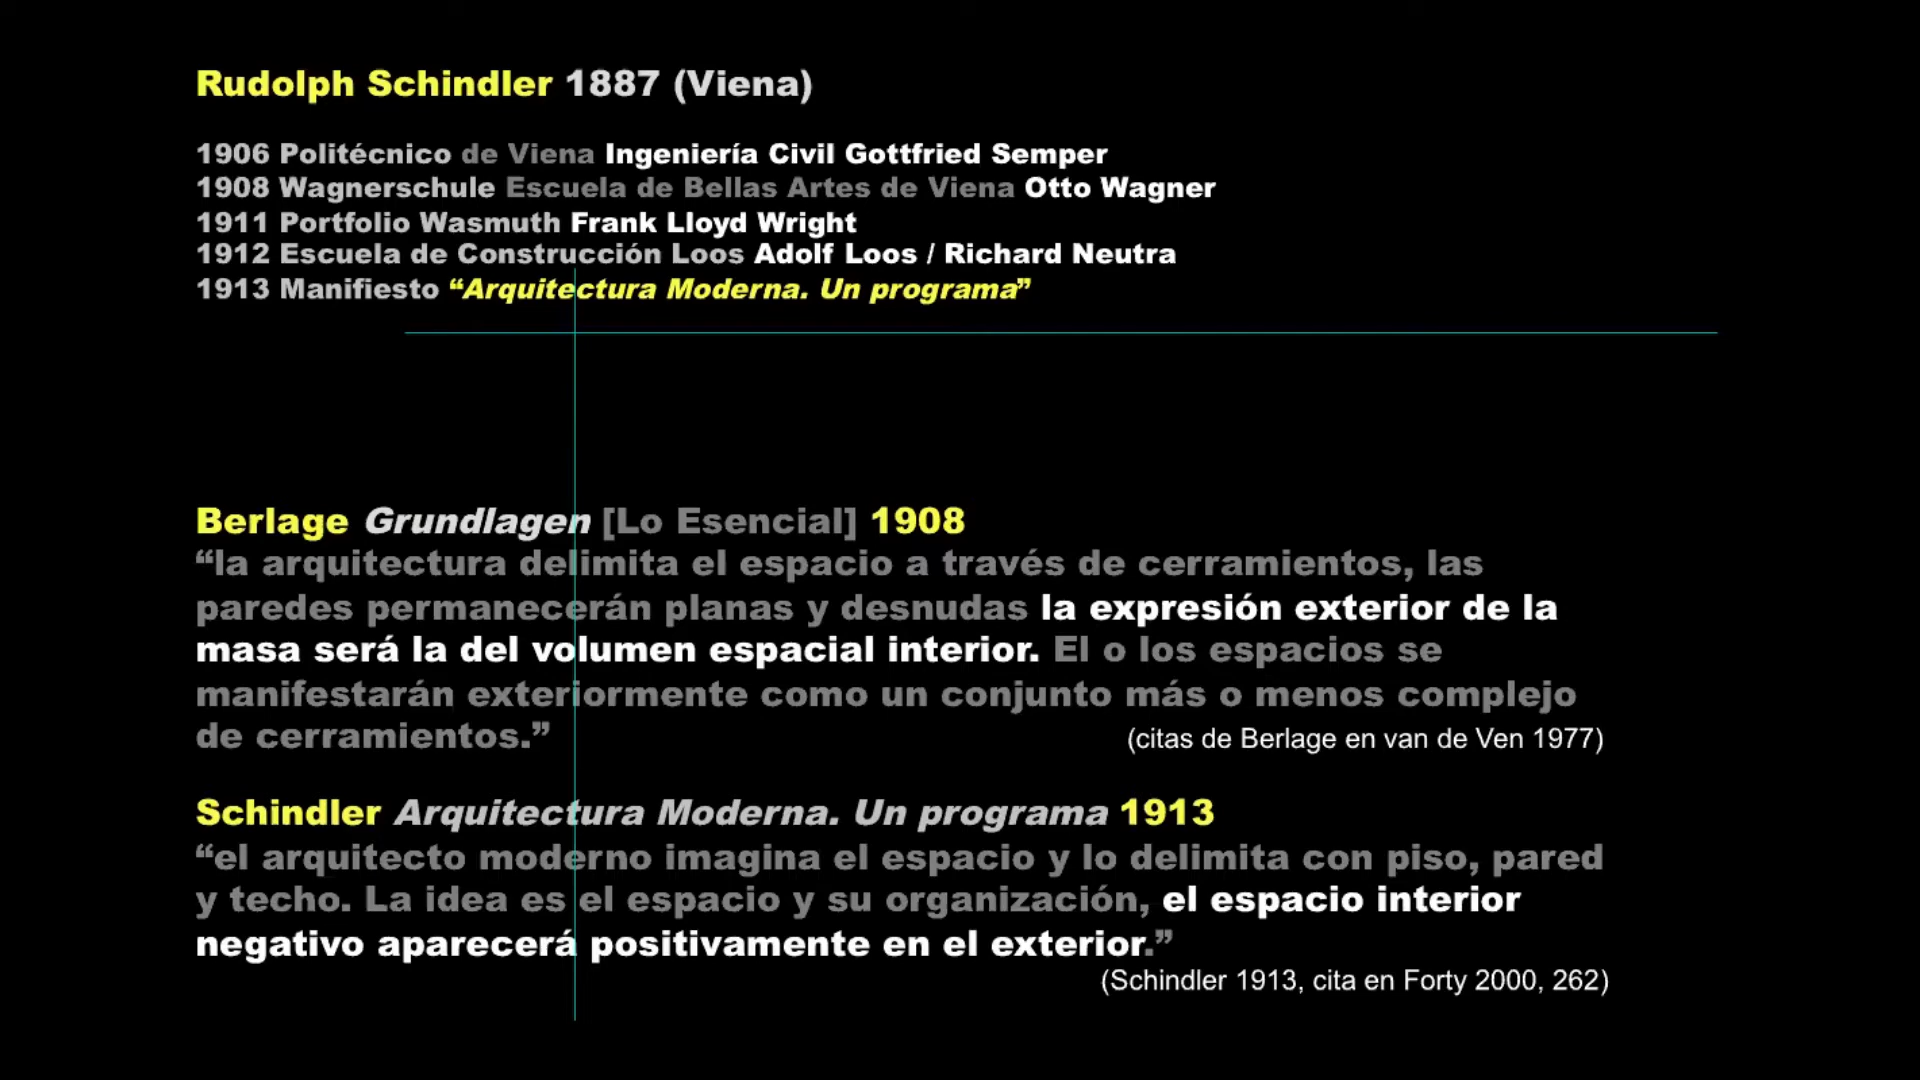 Rudolph Schindler 1887 (Viena)
1906 Politécnico de Viena Ingeniería Civil Gottfried Semper
1908 Wagnerschule Escuela de Bellas Artes de Viena Otto Wagner
1911 Portfolio Wasmuth Frank Lloyd Wright
1912 Escuela de Construcción Loos Adolf Loos / Richard Neutra
1913 Manifiesto “Arquitectura Moderna. Un programa”
Berlage Grundlagen [Lo Esencial] 1908
“la arquitectura delimita el espacio a través de cerramientos, las
paredes permanecerán planas y desnudas la expresión exterior de la
masa será la del volumen espacial interior. El o los espacios se
manifestarán exteriormente como un conjunto más o menos complejo
de cerramientos.”
(citas de Berlage en van de Ven 1977)
Schindler Arquitectura Moderna. Un programa 1913
“el arquitecto moderno imagina el espacio y lo delimita con piso, pared
y techo. La idea es el espacio y su organización, el espacio interior
negativo aparecerá positivamente en el exterior.”
(Schindler 1913, cita en Forty 2000, 262)